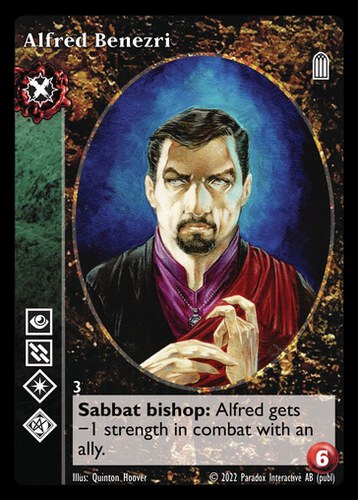 Alfred Benezri
3
Sabbat bishop: Alfred gets
−1 strength in combat with an
ally.
6
Illus: Quinton Hoover © 2022 Paradox Interactive AB (publ)